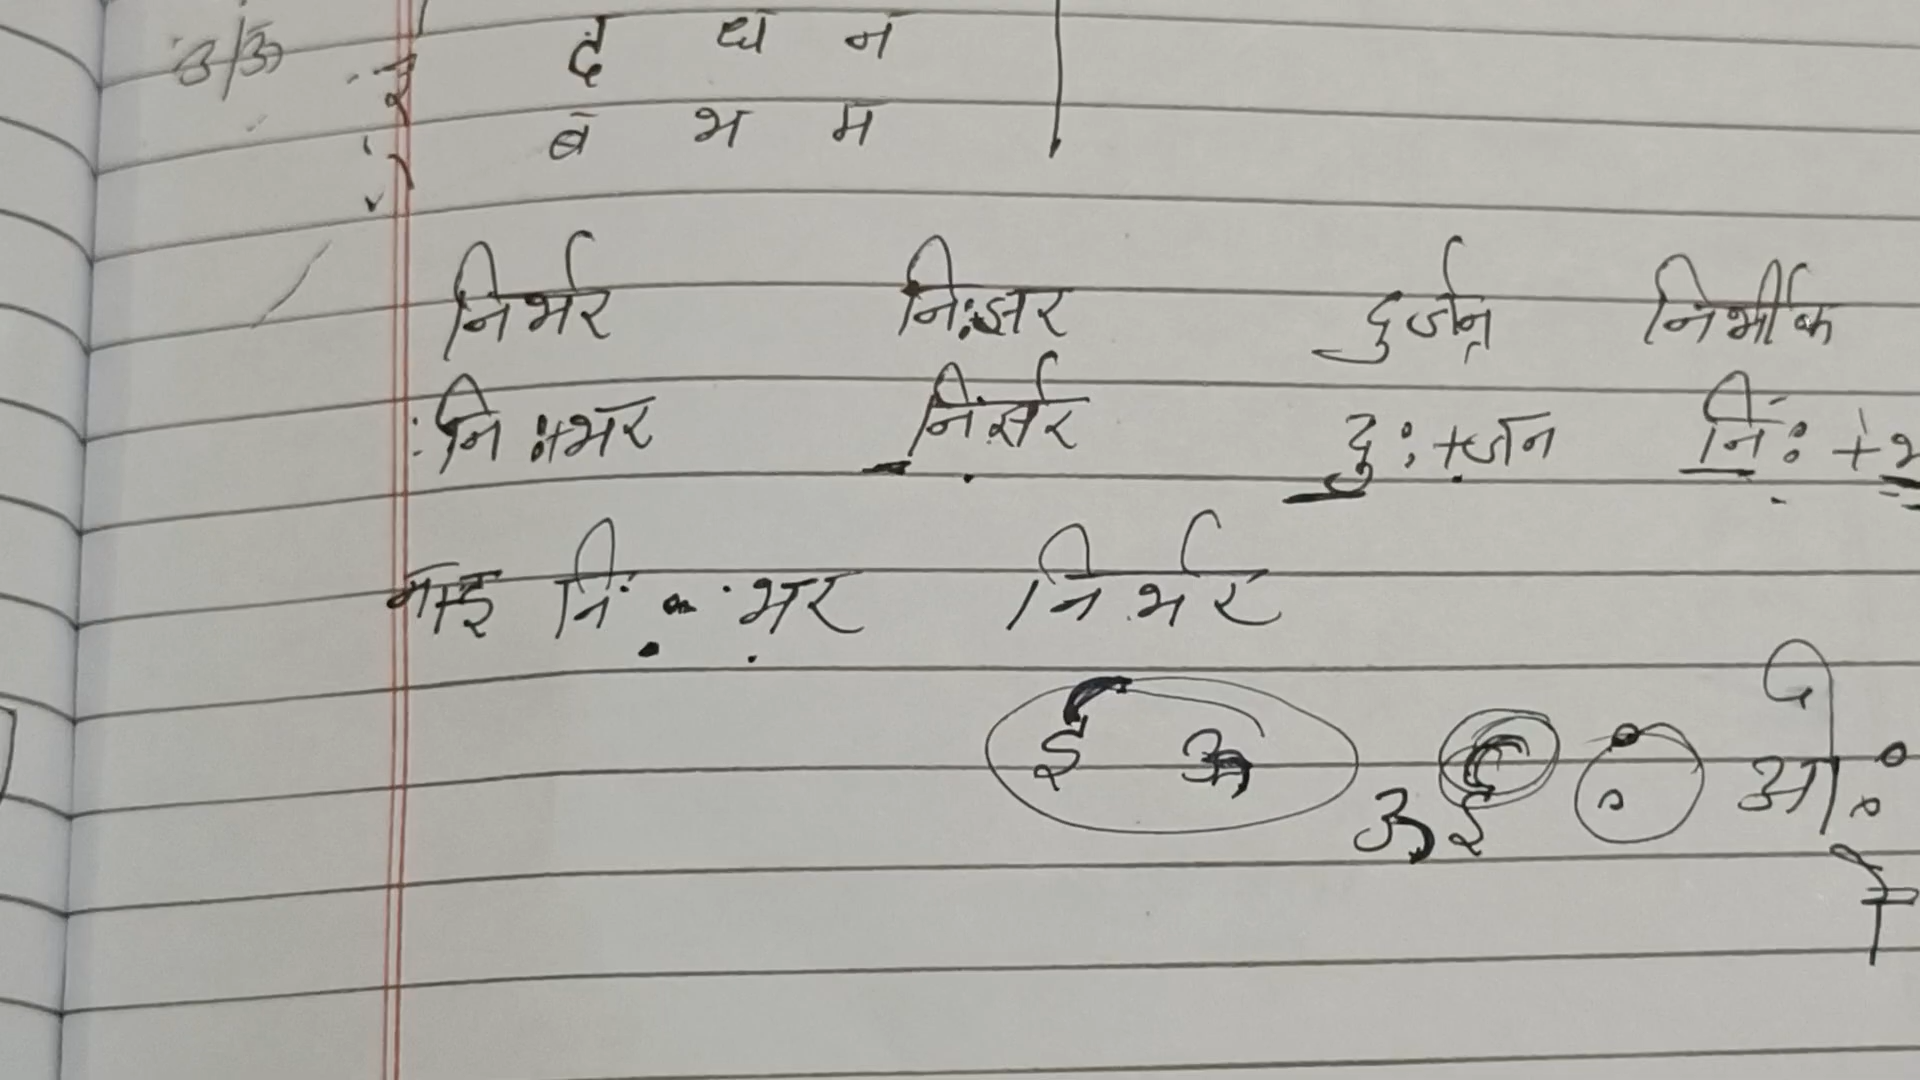 उ/ऊ
दं धं नं
बं भ म
निर्भर नि:झर दुर्जन निर्भीक
: नि :+भर निर्झर दु : +जन नि : +भ
नि भर निर्भर
ई ऊ
ऊ ई ओ